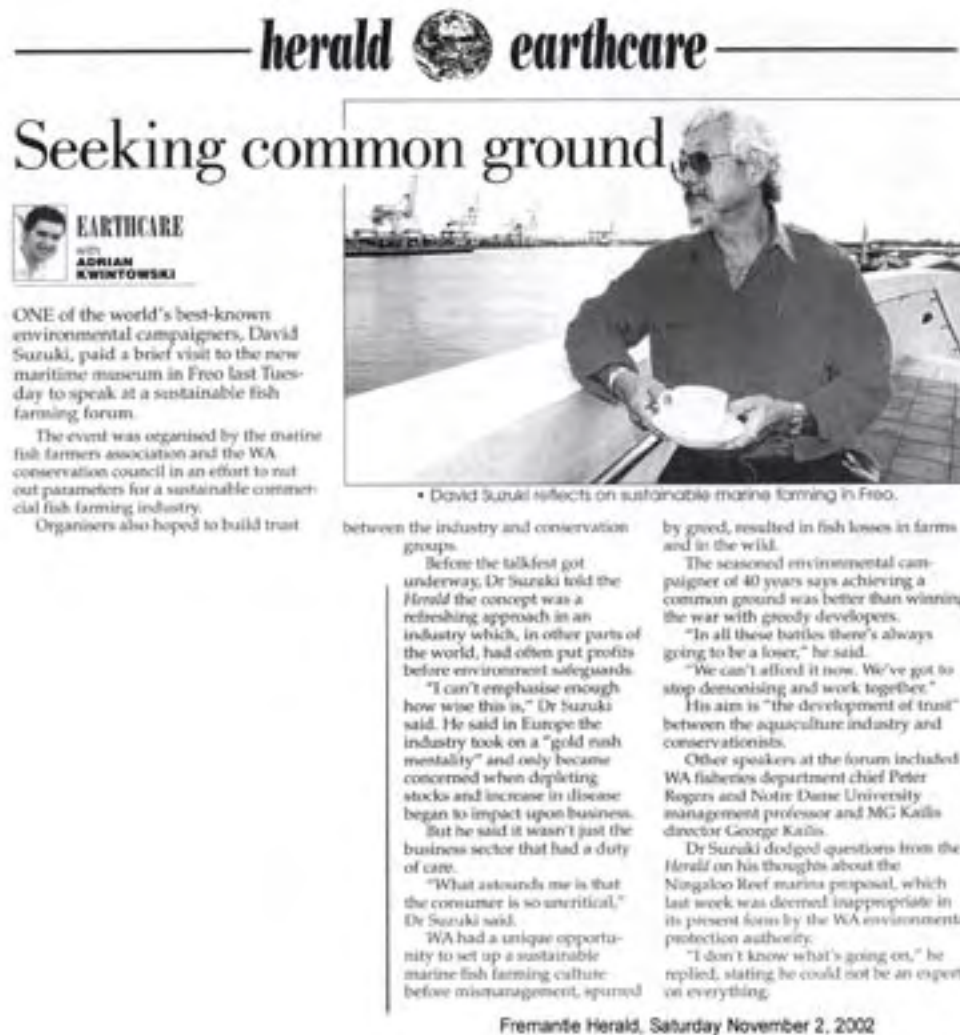 herald earthcare
Seeking common ground
EARTHCARE
with
ADRIAN
KWINTOWSKI
ONE of the world's best-known
environmental campaigners, David
Suzuki, paid a brief visit to the new
maritime museum in Freo last Tues-
day to speak at a sustainable fish
farming forum.
The event was organised by the marine
fish farmers association and the WA
conservation council in an effort to nut
out parameters for a sustainable commer-
cial fish farming industry.
Organisers also hoped to build trust
• David Suzuki reflects on sustainable marine farming in Freo.
between the industry and conservation
groups.
Before the talkfest got
underway, Dr Suzuki told the
Herald the concept was a
refreshing approach in an
industry which, in other parts of
the world, had often put profits
before environment safeguards.
"I can't emphasise enough
how wise this is," Dr Suzuki
said. He said in Europe the
industry took on a "gold rush
mentality" and only became
concerned when depleting
stocks and increase in disease
began to impact upon business.
But he said it wasn't just the
business sector that had a duty
of care.
"What astounds me is that
the consumer is so uncritical,"
Dr Suzuki said.
WA had a unique opportu-
nity to set up a sustainable
marine fish farming culture
before mismanagement, spurred
by greed, resulted in fish losses in farms
and in the wild.
The seasoned environmental cam-
paigner of 40 years says achieving a
common ground was better than winning
the war with greedy developers.
"In all these battles there's always
going to be a loser," he said.
"We can't afford it now. We've got to
stop demonising and work together."
His aim is "the development of trust"
between the aquaculture industry and
conservationists.
Other speakers at the forum included
WA fisheries department chief Peter
Rogers and Notre Dame University
management professor and MG Kailis
director George Kailis.
Dr Suzuki dodged questions from the
Herald on his thoughts about the
Ningaloo Reef marina proposal, which
last week was deemed inappropriate in
its present form by the WA environmenta
protection authority.
"I don't know what's going on," he
replied, stating he could not be an expert
on everything.
Fremantle Herald, Saturday November 2, 2002